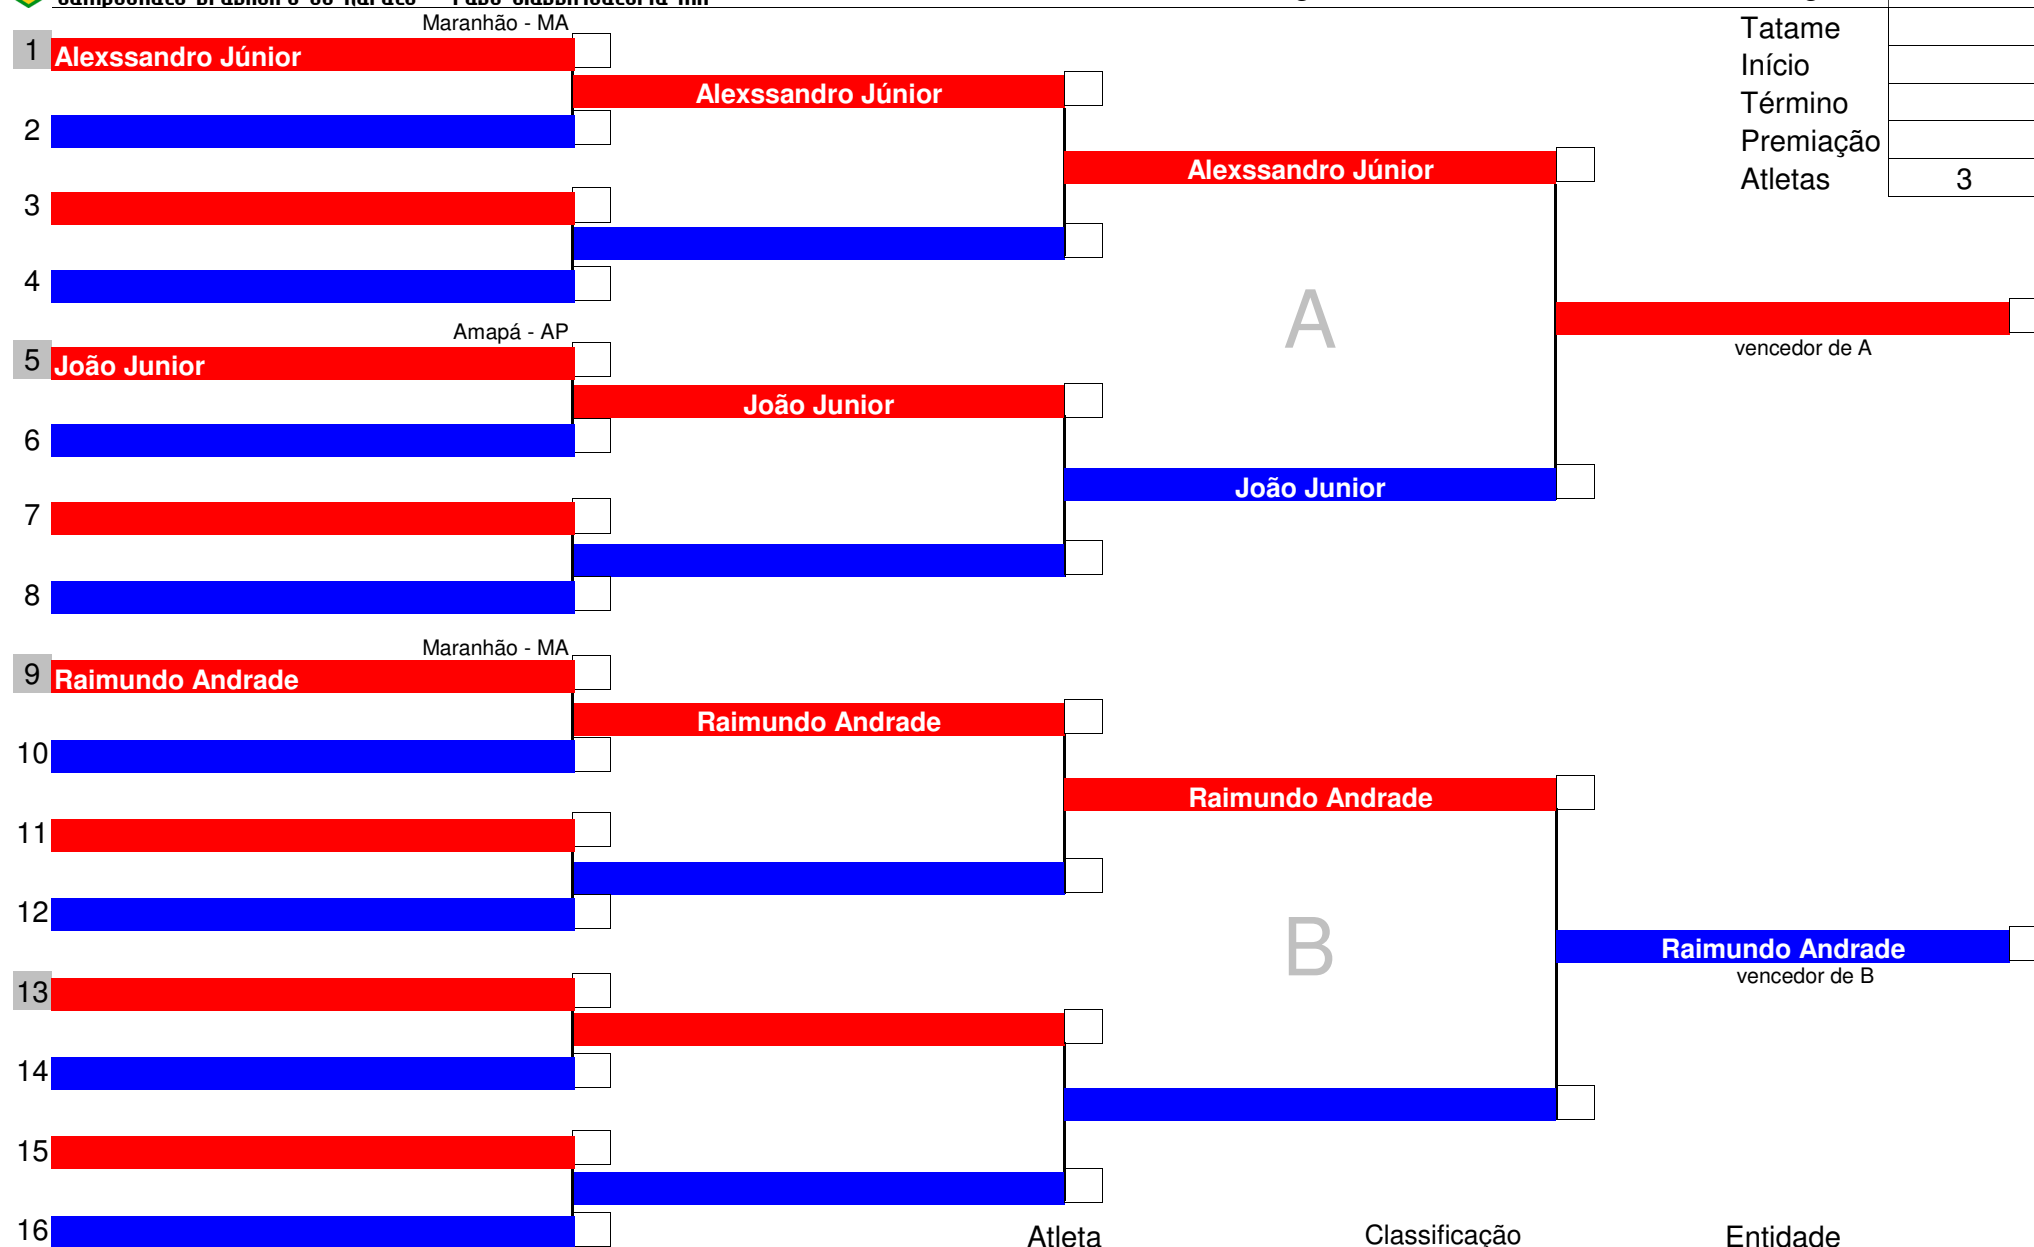 Maranhão - MA
Tatame
1 Alexssandro Júnior
Início
Alexssandro Júnior
Término
2
Premiação
Alexssandro Júnior
Atletas 3
3
4
A
Amapá - AP
vencedor de A
5 João Junior
João Junior
6
João Junior
7
8
Maranhão - MA
9 Raimundo Andrade
Raimundo Andrade
10
Raimundo Andrade
11
12
B
Raimundo Andrade
vencedor de B
13
14
15
16
Atleta Classificação Entidade